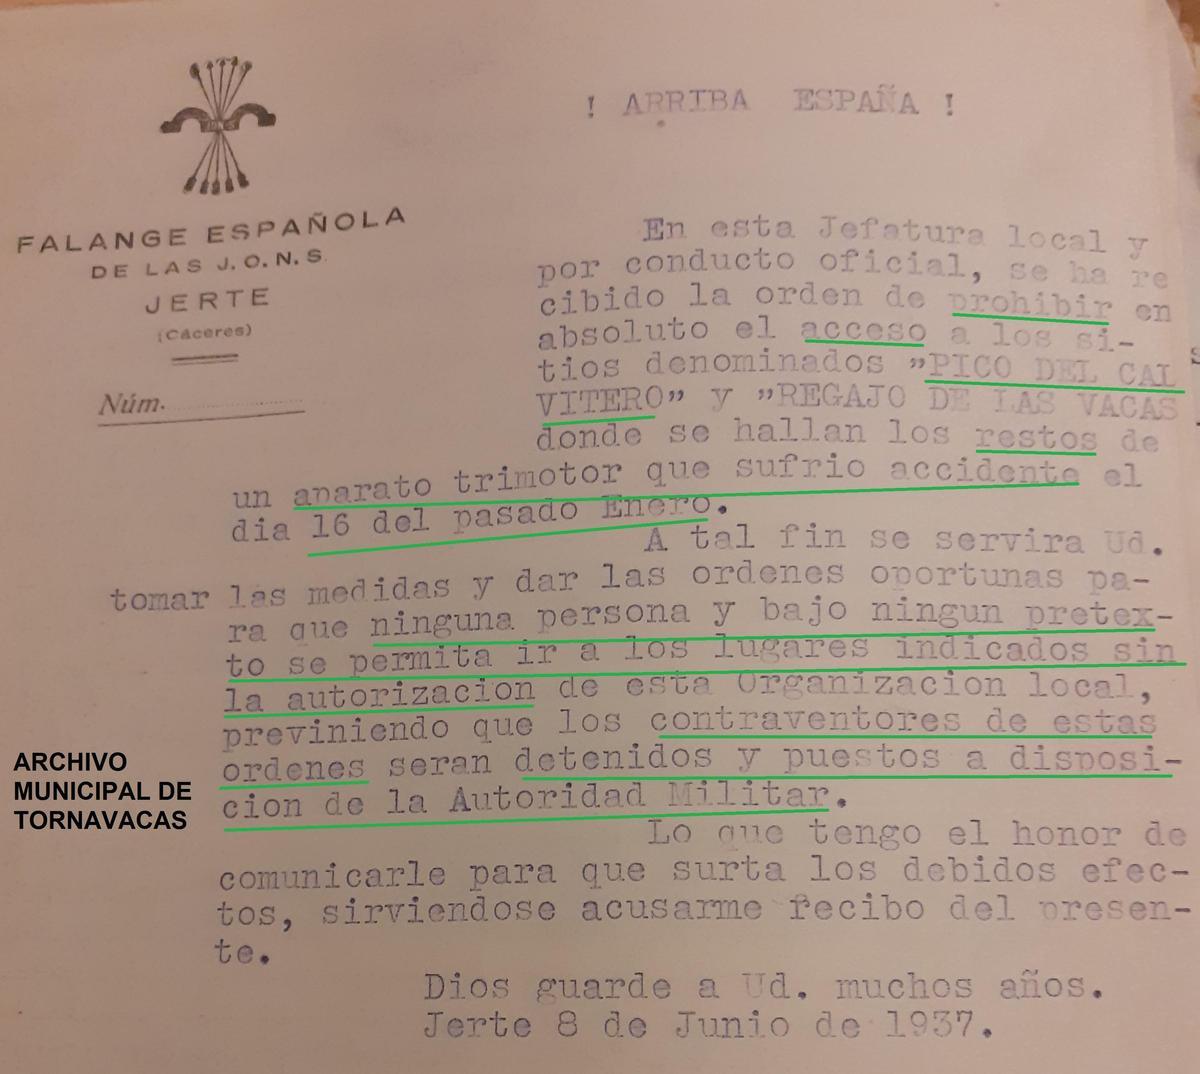 ! ARRIBA ESPAÑA !
FALANGE ESPAÑOLA
DE LAS J.O.N.S.
JERTE
(Cáceres)
Núm.
En esta Jefatura local y
por conducto oficial, se ha re
cibido la orden de prohibir en
absoluto el acceso a los si-
tios denominados "PICO DEL CAL
VITERO" y "REGAJO DE LAS VACAS
donde se hallan los restos de
un aparato trimotor que sufrio accidente el
dia 16 del pasado Enero.
A tal fin se servira Ud.
tomar las medidas y dar las ordenes oportunas pa-
ra que ninguna persona y bajo ningun pretex-
to se permita ir a los lugares indicados sin
la autorizacion de esta Organizacion local,
previniendo que los contraventores de estas
ordenes seran detenidos y puestos a disposi-
cion de la Autoridad Militar.
Lo que tengo el honor de
comunicarle para que surta los debidos efec-
tos, sirviendose acusarme recibo del presen-
te.
Dios guarde a Ud. muchos años.
Jerte 8 de Junio de 1937.
ARCHIVO
MUNICIPAL DE
TORNAVACAS